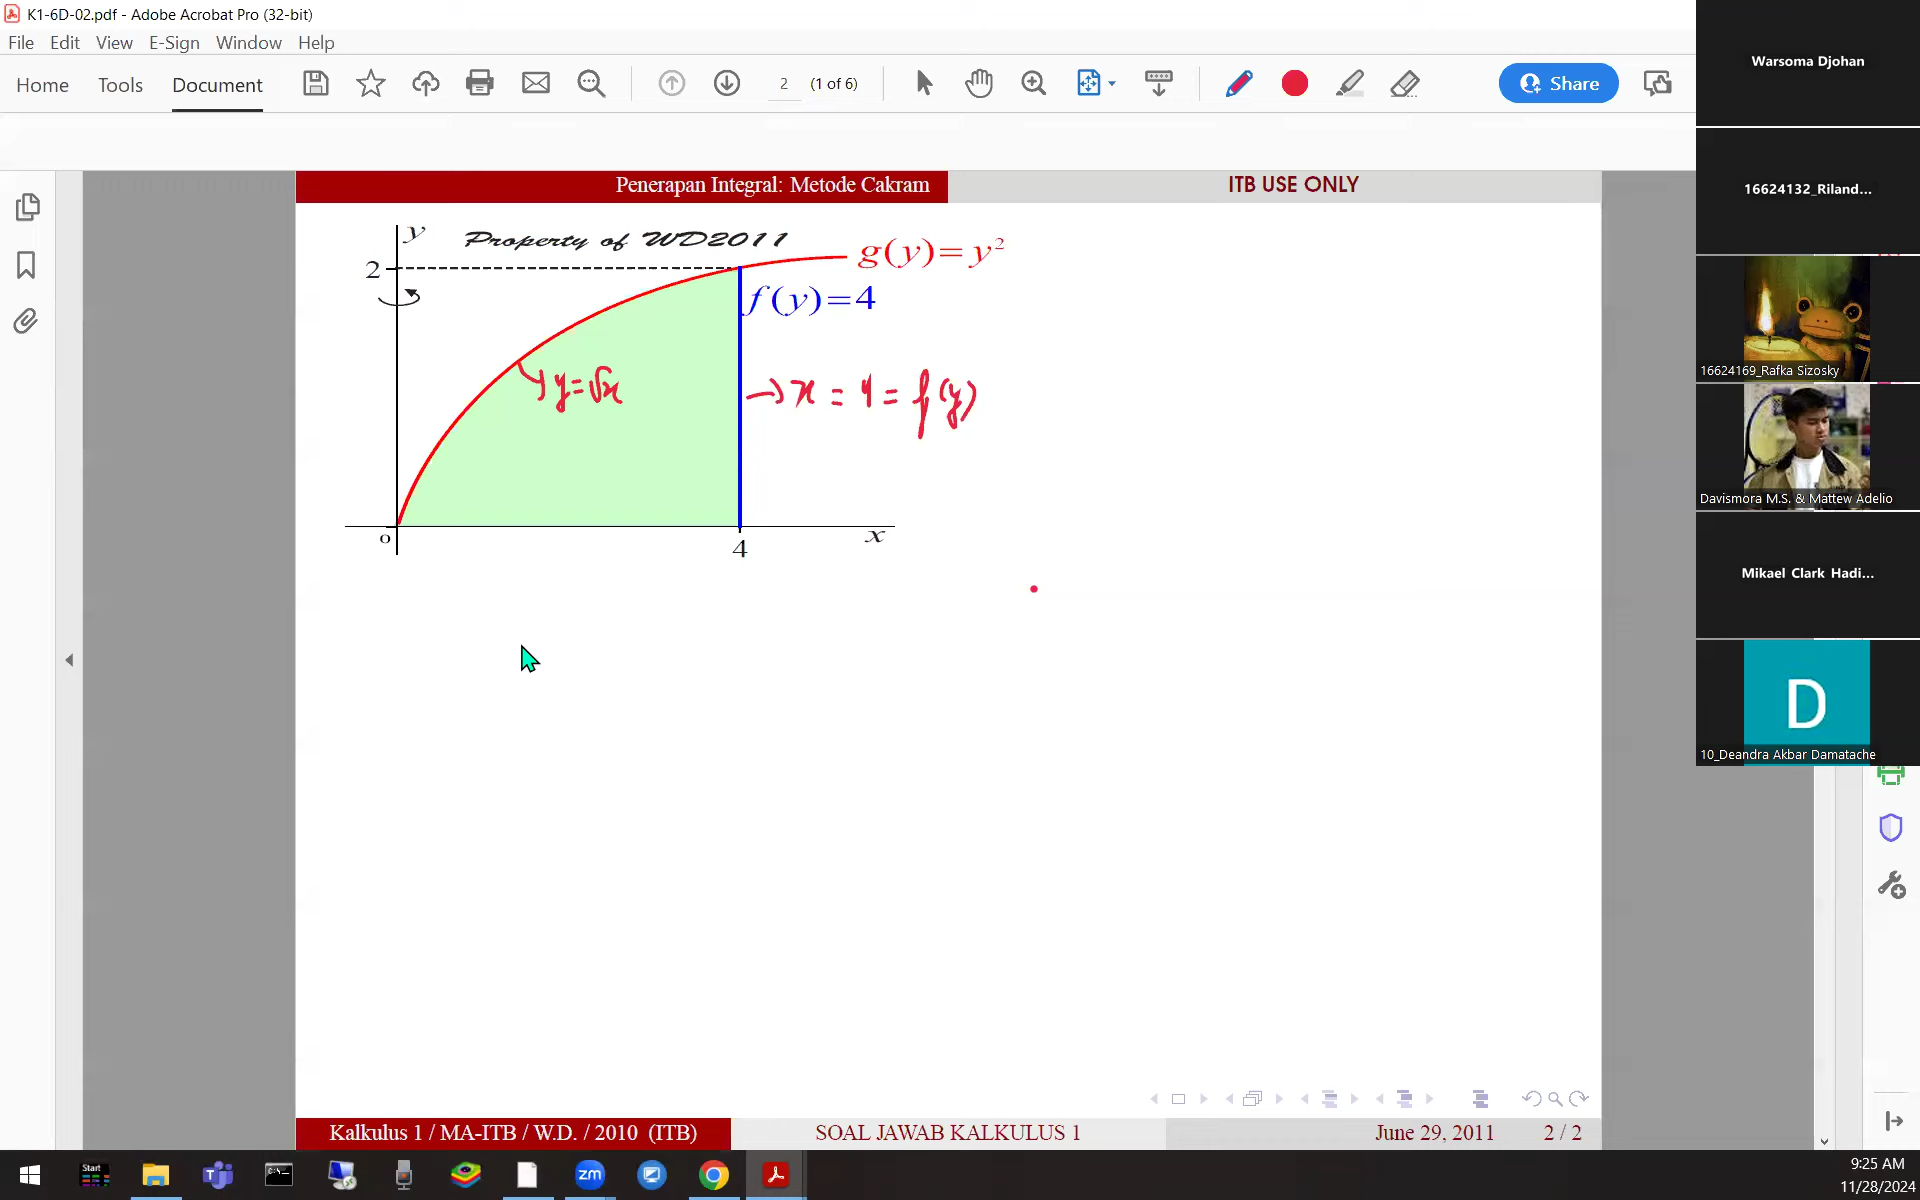 K1-6D-02.pdf - Adobe Acrobat Pro (32-bit)
File Edit View E-Sign Window Help
Home Tools Document 2 (1 of 6) Share
Penerapan Integral: Metode Cakram ITB USE ONLY
y Property of WD2011
g(y)=y²
2
f(y)=4
y=√x
→ x = 4 = f(y)
o 4 x
Kalkulus 1 / MA-ITB / W.D. / 2010 (ITB) SOAL JAWAB KALKULUS 1 June 29, 2011 2 / 2
Warsoma Djohan
16624132_Riland...
16624169_Rafka Sizosky
Davismora M.S. & Mattew Adelio
Mikael Clark Hadi...
D
10_Deandra Akbar Damatache
Start
zm
9:25 AM
11/28/2024